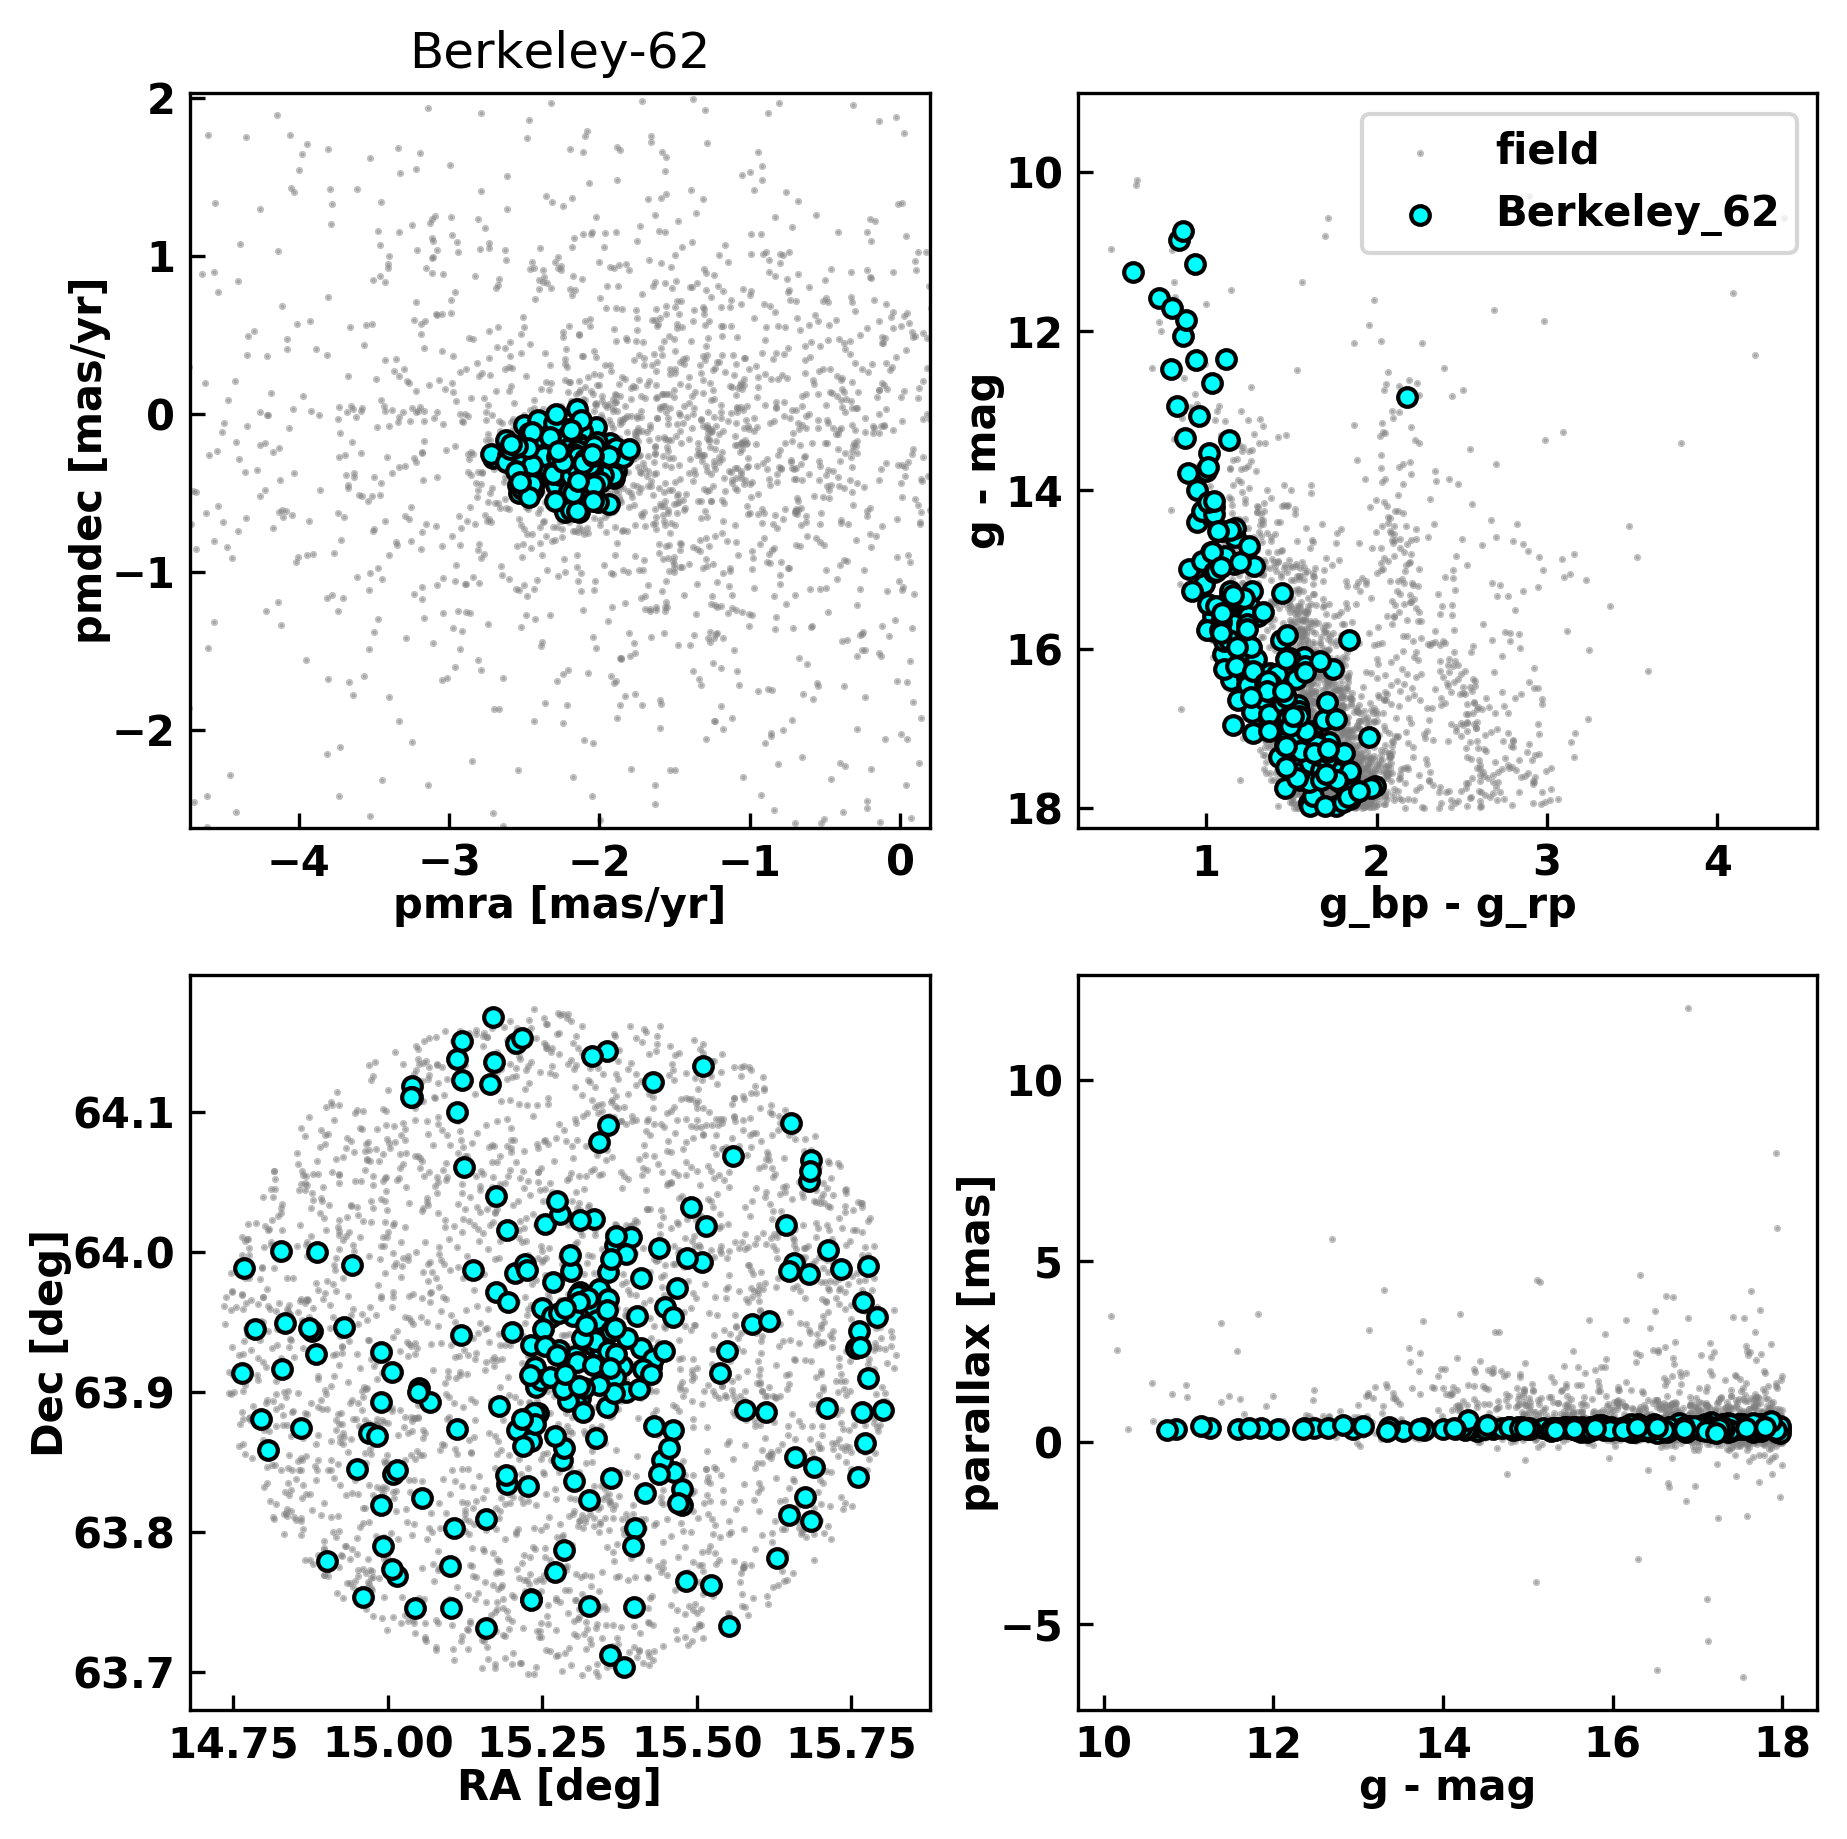 Berkeley-62
2
1
0
−1
−2
pmdec [mas/yr]
−4 −3 −2 −1 0
pmra [mas/yr]
field
Berkeley_62
10
12
14
16
18
g - mag
1 2 3 4
g_bp - g_rp
64.1
64.0
63.9
63.8
63.7
Dec [deg]
14.75 15.00 15.25 15.50 15.75
RA [deg]
10
5
0
−5
parallax [mas]
10 12 14 16 18
g - mag